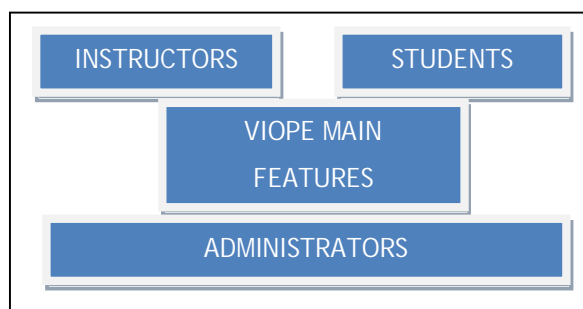 INSTRUCTORS
STUDENTS
VIOPE MAIN
FEATURES
ADMINISTRATORS